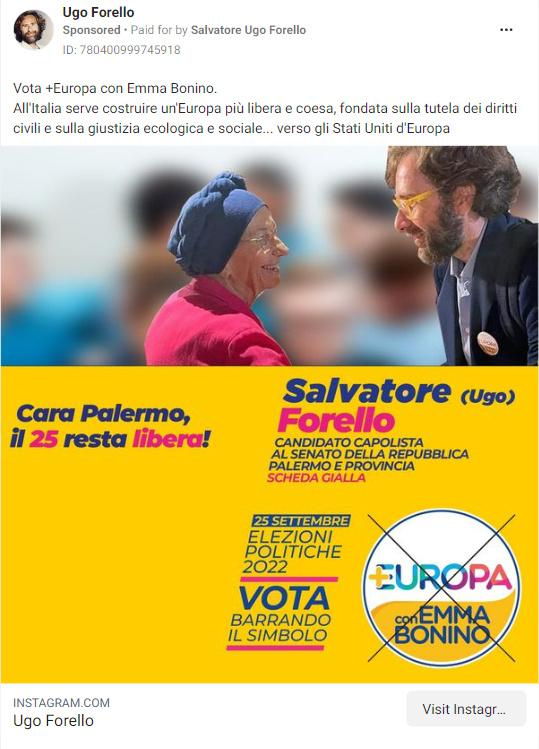 Ugo Forello
Sponsored • Paid for by Salvatore Ugo Forello
ID: 780400999745918
Vota +Europa con Emma Bonino.
All'Italia serve costruire un'Europa più libera e coesa, fondata sulla tutela dei diritti
civili e sulla giustizia ecologica e sociale... verso gli Stati Uniti d'Europa
Cara Palermo,
il 25 resta libera!
Salvatore (Ugo)
Forello
CANDIDATO CAPOLISTA
AL SENATO DELLA REPUBBLICA
PALERMO E PROVINCIA
SCHEDA GIALLA
25 SETTEMBRE
ELEZIONI
POLITICHE
2022
VOTA
BARRANDO
IL SIMBOLO
+EUROPA
con EMMA
BONINO
INSTAGRAM.COM
Ugo Forello
Visit Instagr...